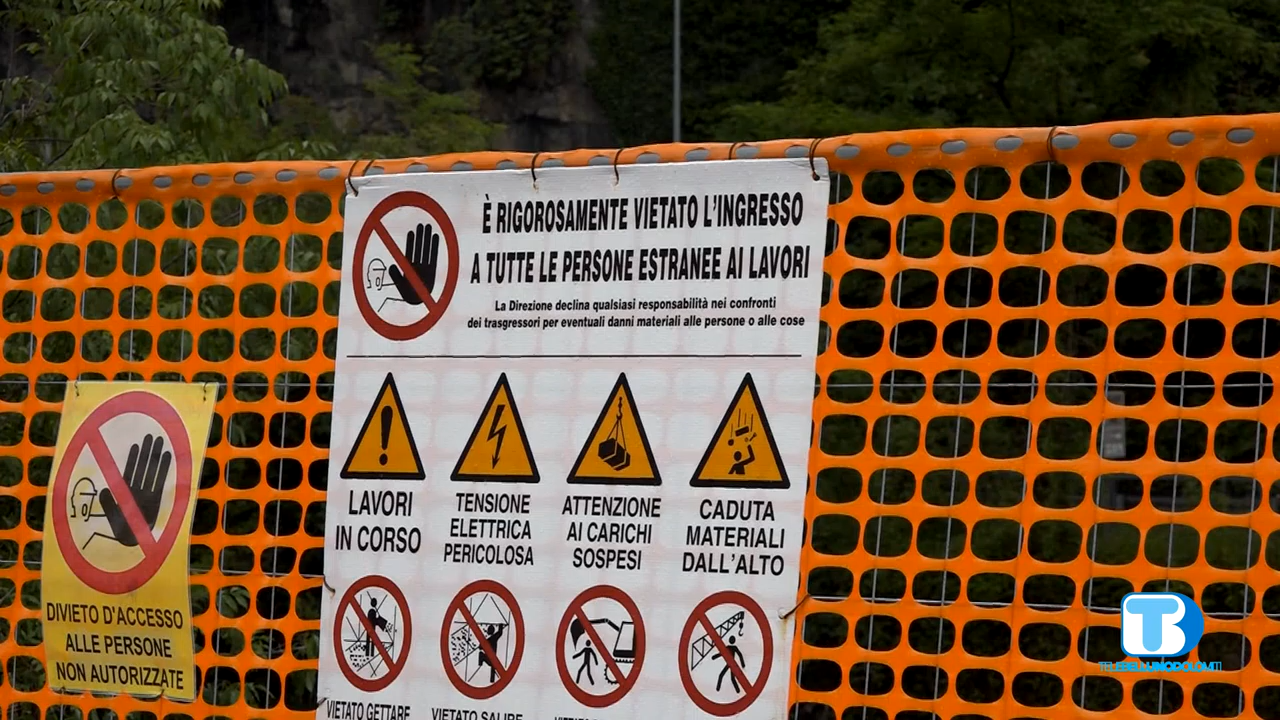 È RIGOROSAMENTE VIETATO L'INGRESSO
A TUTTE LE PERSONE ESTRANEE AI LAVORI
La Direzione declina qualsiasi responsabilità nei confronti
dei trasgressori per eventuali danni materiali alle persone o alle cose
LAVORI
IN CORSO
TENSIONE
ELETTRICA
PERICOLOSA
ATTENZIONE
AI CARICHI
SOSPESI
CADUTA
MATERIALI
DALL'ALTO
VIETATO GETTARE
VIETATO SALIRE
DIVIETO D'ACCESSO
ALLE PERSONE
NON AUTORIZZATE
TELEBELLUNODOLOMITI